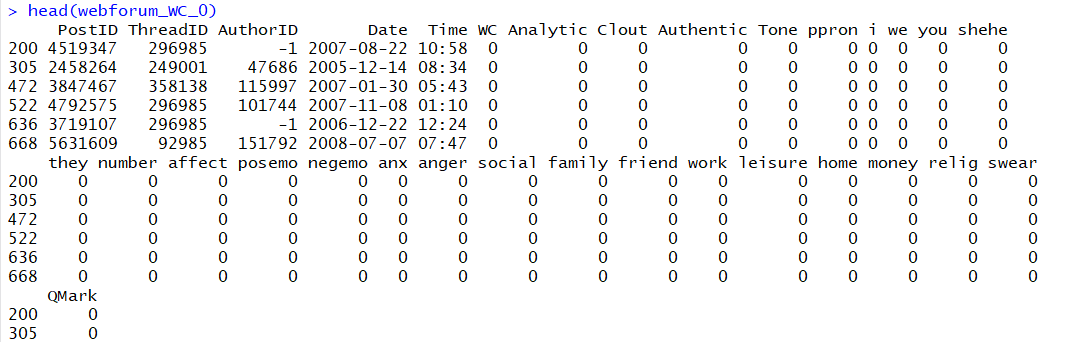 > head(webforum_WC_0)
PostID ThreadID AuthorID Date Time WC Analytic Clout Authentic Tone ppron i we you shehe
200 4519347 296985 -1 2007-08-22 10:58 0 0 0 0 0 0 0 0 0 0
305 2458264 249001 47686 2005-12-14 08:34 0 0 0 0 0 0 0 0 0 0
472 3847467 358138 115997 2007-01-30 05:43 0 0 0 0 0 0 0 0 0 0
522 4792575 296985 101744 2007-11-08 01:10 0 0 0 0 0 0 0 0 0 0
636 3719107 296985 -1 2006-12-22 12:24 0 0 0 0 0 0 0 0 0 0
668 5631609 92985 151792 2008-07-07 07:47 0 0 0 0 0 0 0 0 0 0
they number affect posemo negemo anx anger social family friend work leisure home money relig swear
200 0 0 0 0 0 0 0 0 0 0 0 0 0 0 0 0
305 0 0 0 0 0 0 0 0 0 0 0 0 0 0 0 0
472 0 0 0 0 0 0 0 0 0 0 0 0 0 0 0 0
522 0 0 0 0 0 0 0 0 0 0 0 0 0 0 0 0
636 0 0 0 0 0 0 0 0 0 0 0 0 0 0 0 0
668 0 0 0 0 0 0 0 0 0 0 0 0 0 0 0 0
QMark
200 0
305 0